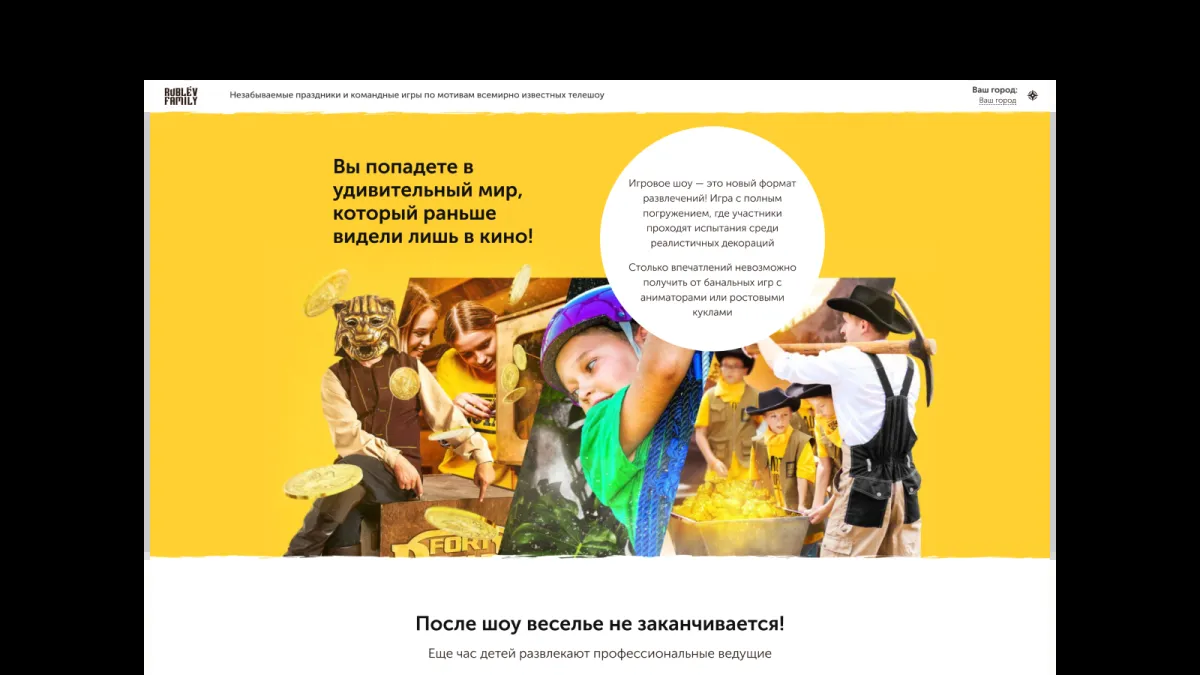 RUBLËV
FAMILY
Незабываемые праздники и командные игры по мотивам всемирно известных телешоу
Ваш город:
Ваш город
Вы попадете в
удивительный мир,
который раньше
видели лишь в кино!
Игровое шоу — это новый формат
развлечений! Игра с полным
погружением, где участники
проходят испытания среди
реалистичных декораций
Столько впечатлений невозможно
получить от банальных игр с
аниматорами или ростовыми
куклами
После шоу веселье не заканчивается!
Еще час детей развлекают профессиональные ведущие